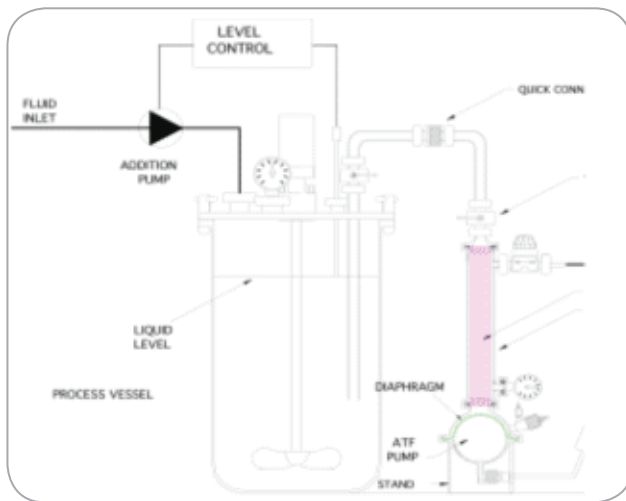 LEVEL
CONTROL
QUICK CONN
FLUID
INLET
ADDITION
PUMP
LIQUID
LEVEL
PROCESS VESSEL
DIAPHRAGM
ATF
PUMP
STAND